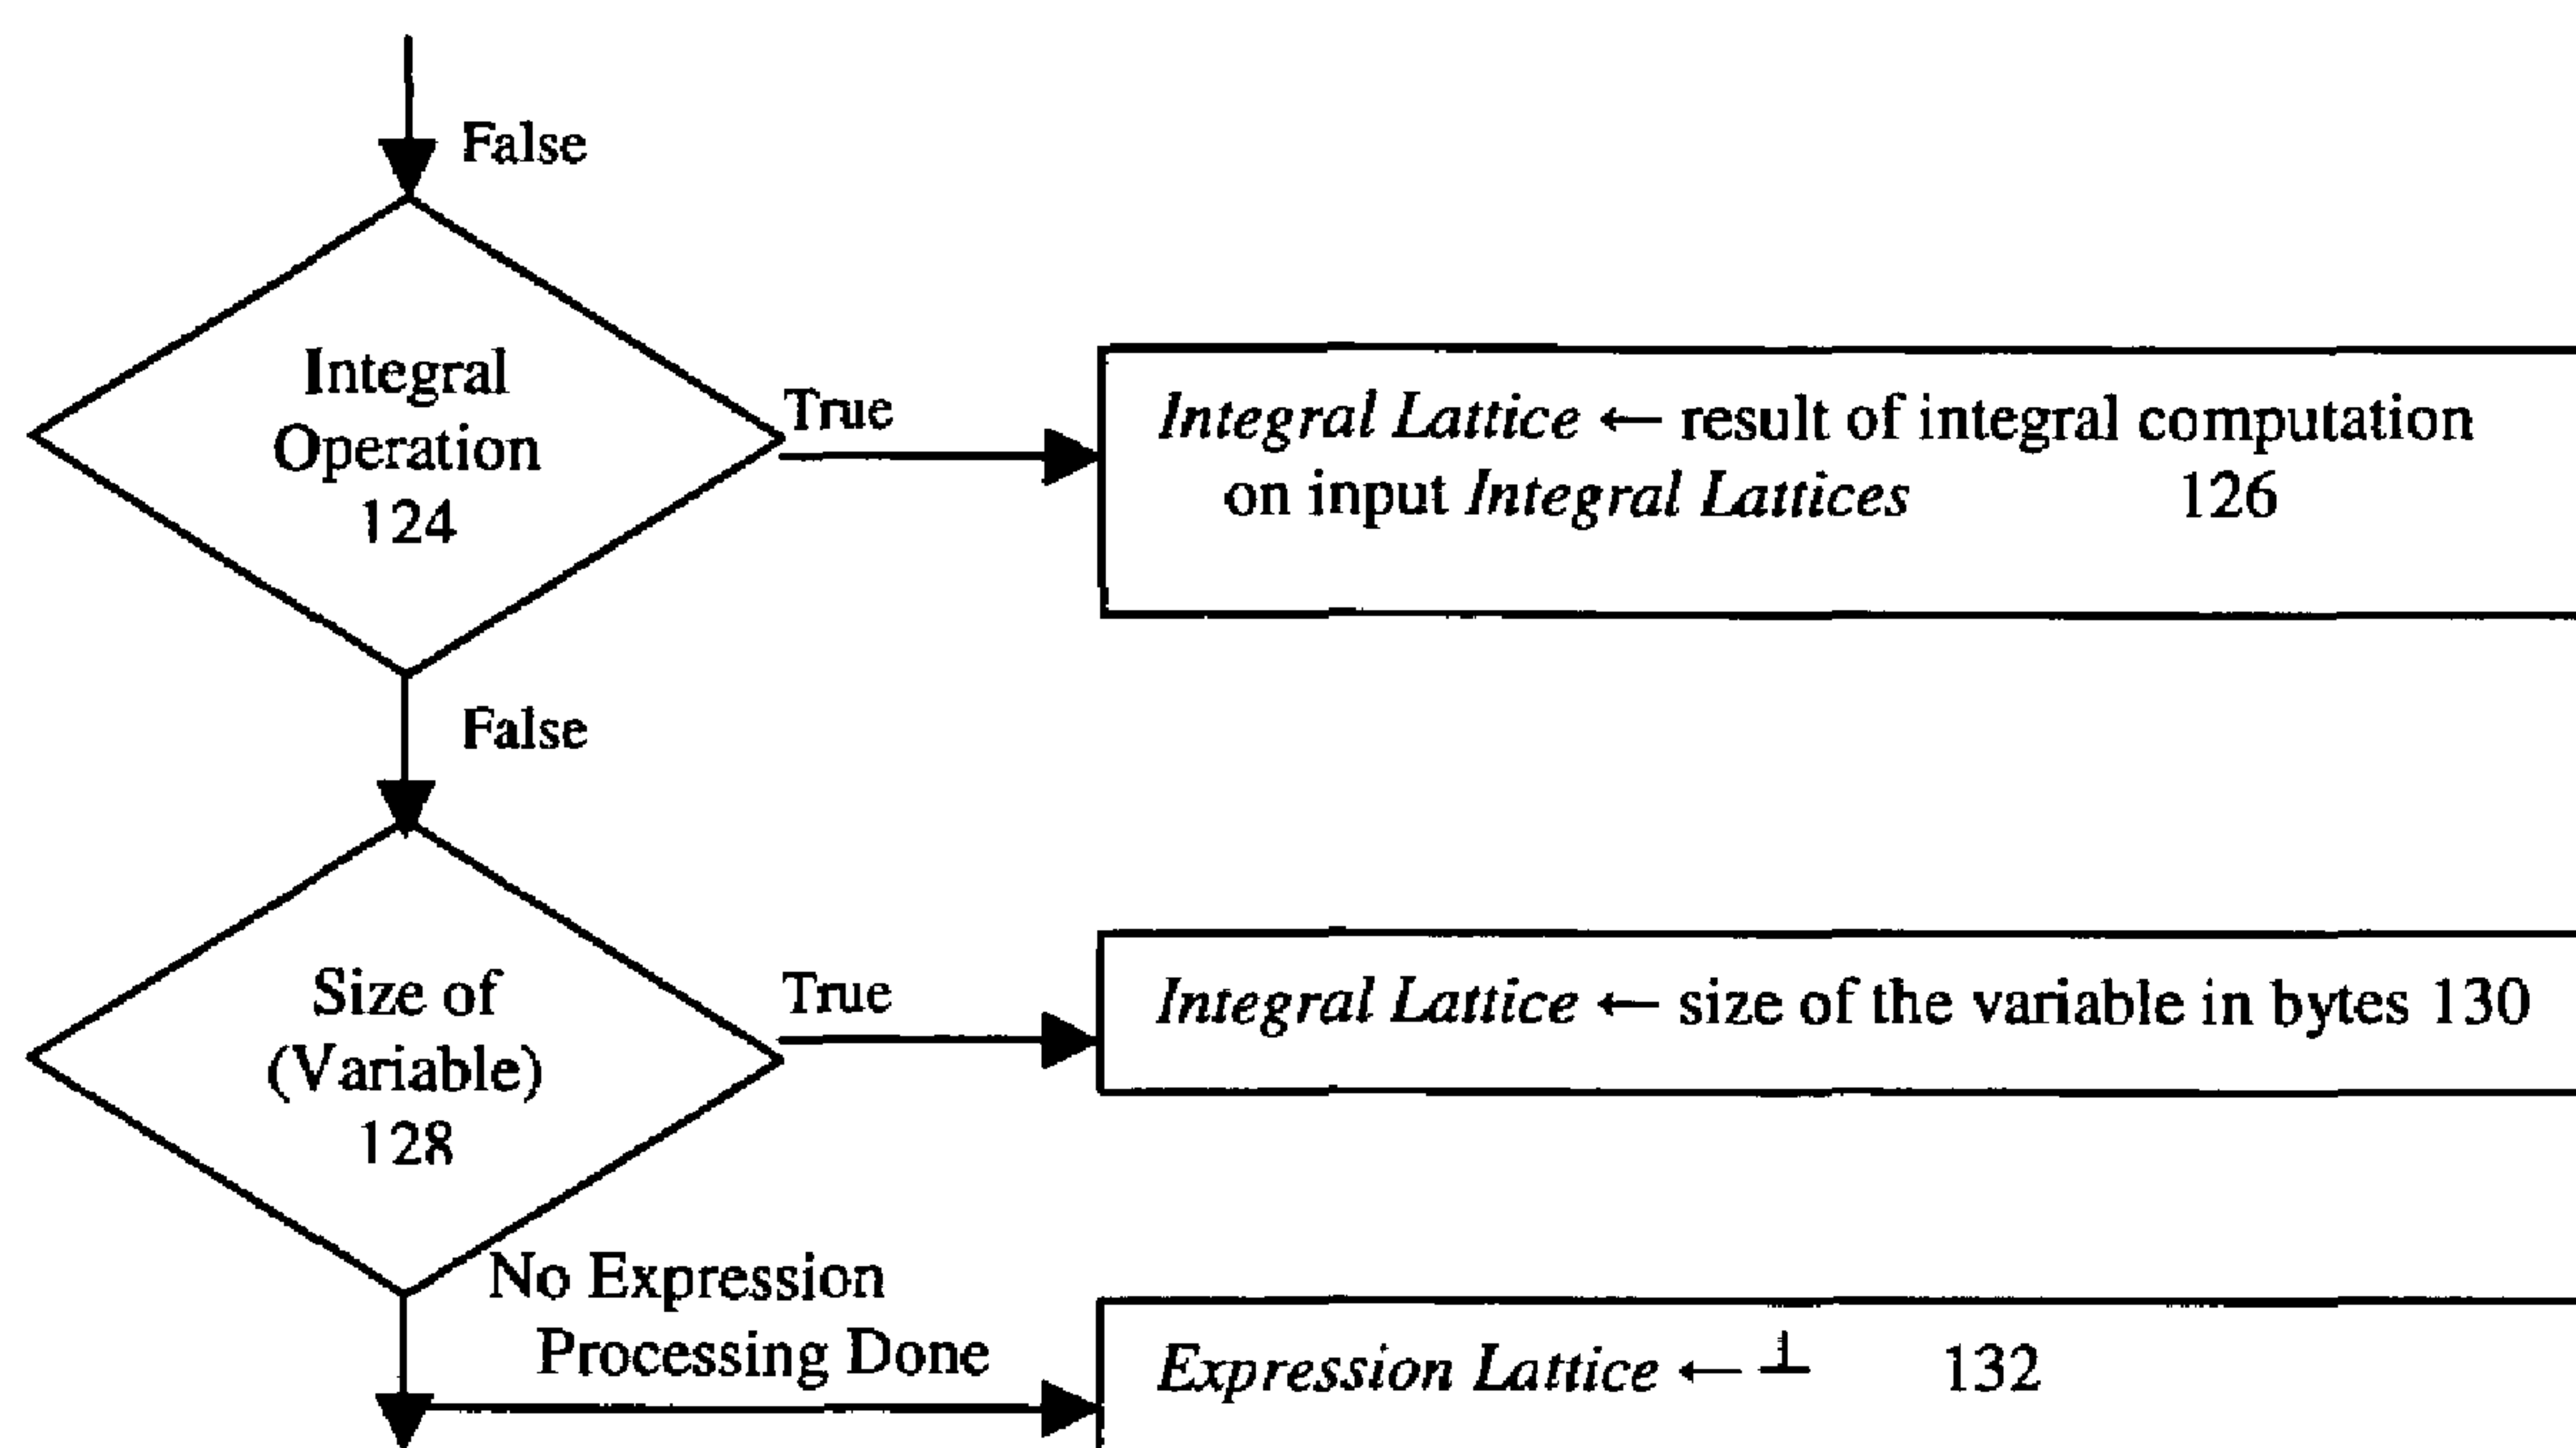 False
Integral
Operation
124
True
Integral Lattice ← result of integral computation
on input Integral Lattices 126
False
Size of
(Variable)
128
True
Integral Lattice ← size of the variable in bytes 130
No Expression
Processing Done
Expression Lattice ← ⊥ 132